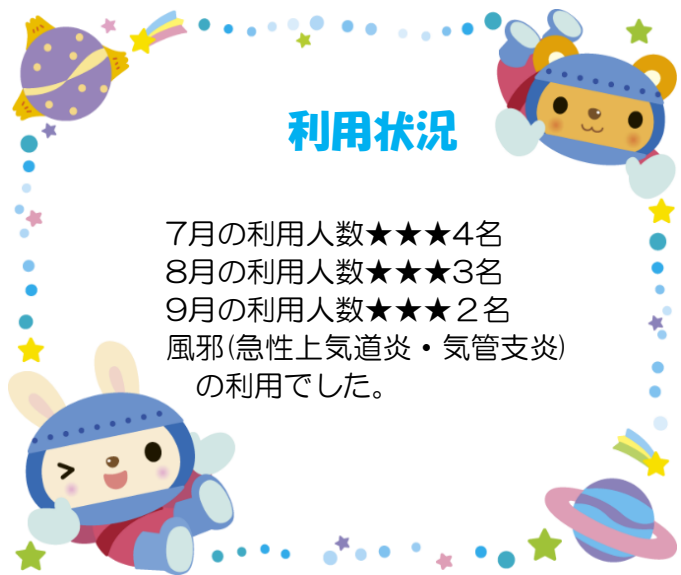 利用状況
7月の利用人数★★★4名
8月の利用人数★★★3名
9月の利用人数★★★２名
風邪(急性上気道炎・気管支炎)
の利用でした。